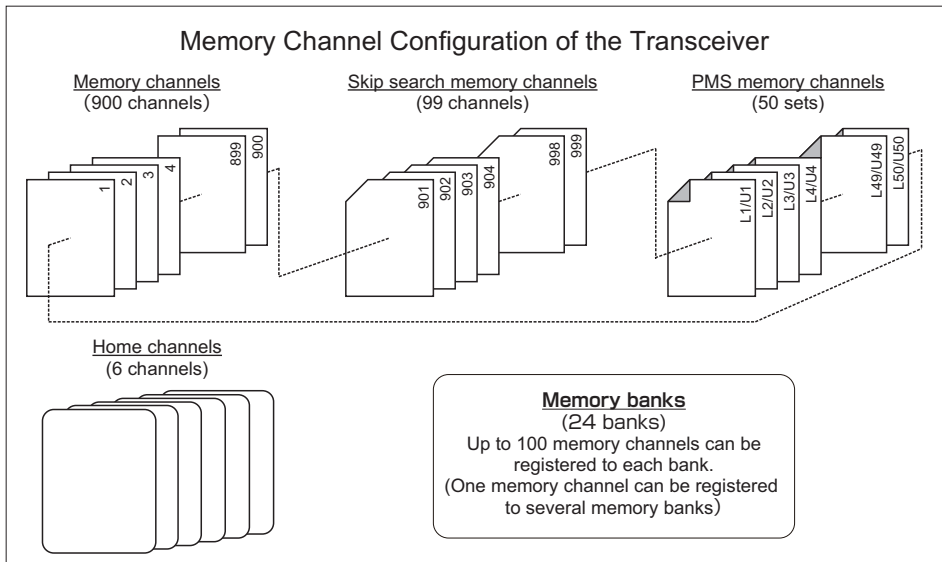 Memory Channel Configuration of the Transceiver
Memory channels
(900 channels)
1
2
3
4
899
900
Skip search memory channels
(99 channels)
901
902
903
904
998
999
PMS memory channels
(50 sets)
L1/U1
L2/U2
L3/U3
L4/U4
L49/U49
L50/U50
Home channels
(6 channels)
Memory banks
(24 banks)
Up to 100 memory channels can be
registered to each bank.
(One memory channel can be registered
to several memory banks)